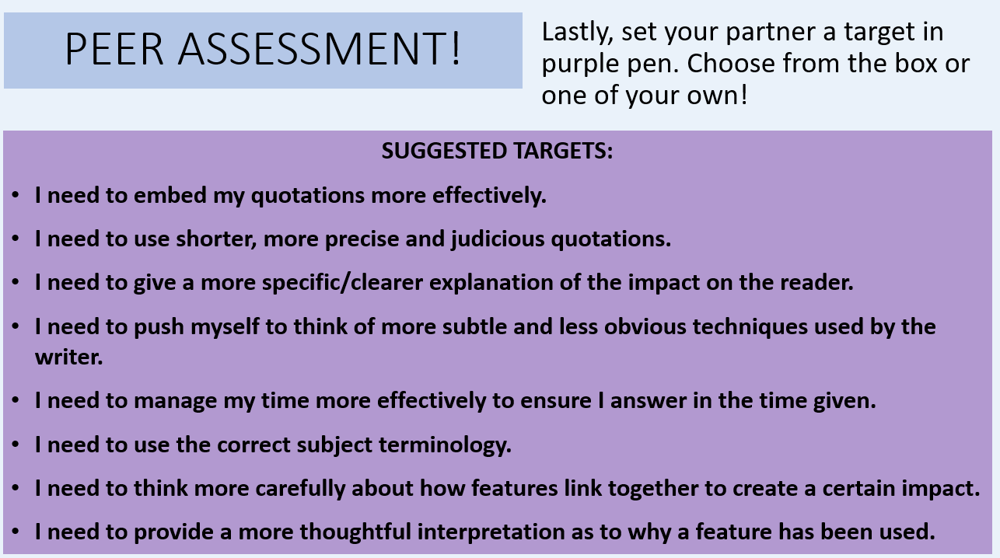 PEER ASSESSMENT!
Lastly, set your partner a target in
purple pen. Choose from the box or
one of your own!
SUGGESTED TARGETS:
• I need to embed my quotations more effectively.
• I need to use shorter, more precise and judicious quotations.
• I need to give a more specific/clearer explanation of the impact on the reader.
• I need to push myself to think of more subtle and less obvious techniques used by the
writer.
• I need to manage my time more effectively to ensure I answer in the time given.
• I need to use the correct subject terminology.
• I need to think more carefully about how features link together to create a certain impact.
• I need to provide a more thoughtful interpretation as to why a feature has been used.